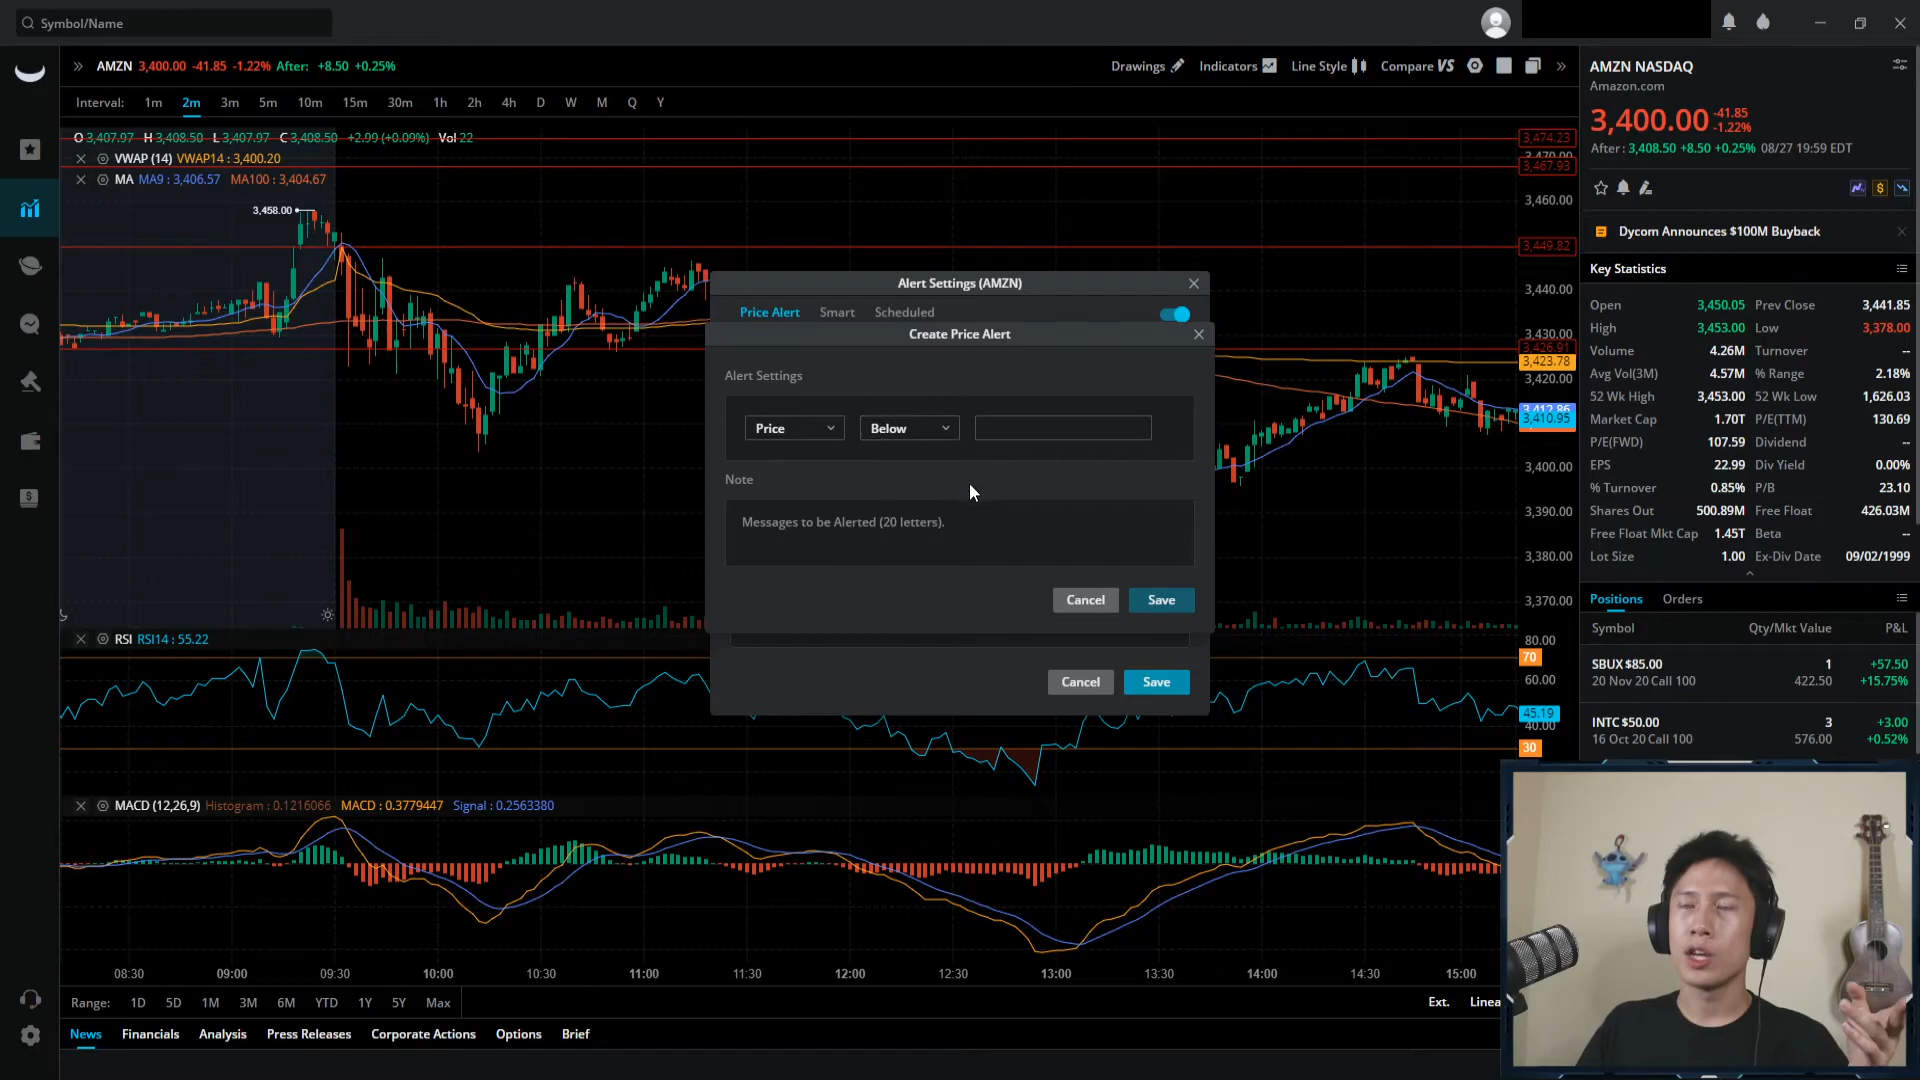 Symbol/Name
AMZN 3,400.00 -41.85 -1.22% After: +8.50 +0.25%
Drawings Indicators Line Style Compare VS
Interval: 1m 2m 3m 5m 10m 15m 30m 1h 2h 4h D W M Q Y
O 3,407.97 H 3,408.50 L 3,407.97 C 3,408.50 +2.99 (+0.09%) Vol 22
VWAP (14) VWAP14 : 3,400.20
MA MA9 : 3,406.57 MA100 : 3,404.67
3,458.00
3,474.23
3,470.00
3,467.93
3,460.00
3,449.82
3,440.00
3,430.00
3,426.91
3,423.78
3,420.00
3,412.86
3,410.95
3,400.00
3,390.00
3,380.00
3,370.00
Alert Settings (AMZN)
Price Alert Smart Scheduled
Create Price Alert
Alert Settings
Price Below
Note
Messages to be Alerted (20 letters).
Cancel Save
Cancel Save
RSI RSI14 : 55.22
80.00
70
60.00
45.19
40.00
30
MACD (12,26,9) Histogram : 0.1216066 MACD : 0.3779447 Signal : 0.2563380
08:30 09:00 09:30 10:00 10:30 11:00 11:30 12:00 12:30 13:00 13:30 14:00 14:30 15:00
Range: 1D 5D 1M 3M 6M YTD 1Y 5Y Max
Ext. Linea
News Financials Analysis Press Releases Corporate Actions Options Brief
AMZN NASDAQ
Amazon.com
3,400.00 -41.85
-1.22%
After: 3,408.50 +8.50 +0.25% 08/27 19:59 EDT
$
Dycom Announces $100M Buyback
Key Statistics
Open 3,450.05 Prev Close 3,441.85
High 3,453.00 Low 3,378.00
Volume 4.26M Turnover --
Avg Vol(3M) 4.57M % Range 2.18%
52 Wk High 3,453.00 52 Wk Low 1,626.03
Market Cap 1.70T P/E(TTM) 130.69
P/E(FWD) 107.59 Dividend --
EPS 22.99 Div Yield 0.00%
% Turnover 0.85% P/B 23.10
Shares Out 500.89M Free Float 426.03M
Free Float Mkt Cap 1.45T Beta --
Lot Size 1.00 Ex-Div Date 09/02/1999
Positions Orders
Symbol Qty/Mkt Value P&L
SBUX $85.00 1 +57.50
20 Nov 20 Call 100 422.50 +15.75%
INTC $50.00 3 +3.00
16 Oct 20 Call 100 576.00 +0.52%